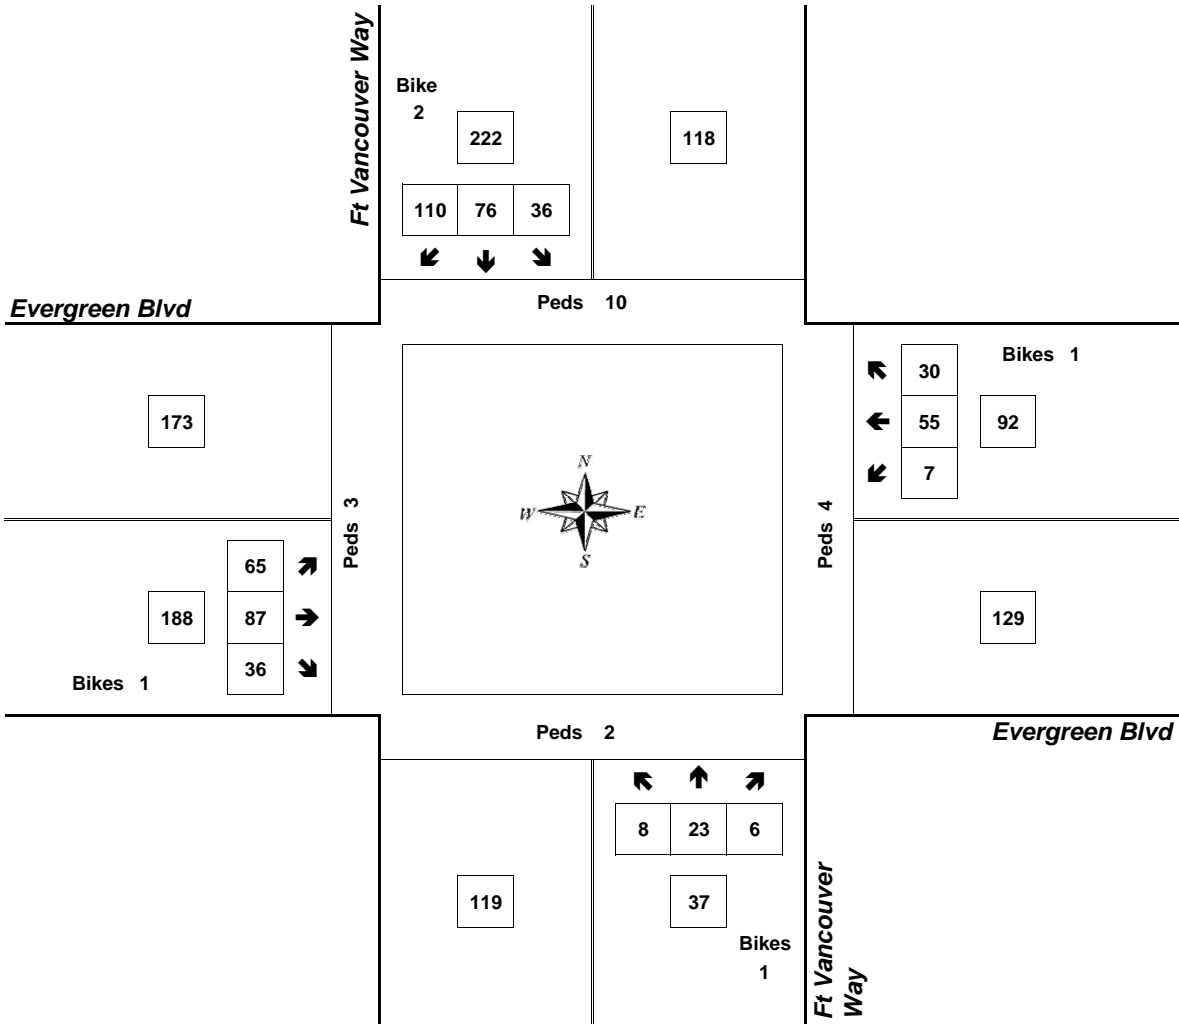 Ft Vancouver Way
Bike
2
222
118
110 76 36
Evergreen Blvd
Peds 10
30
Bikes 1
173
55
92
7
N
W
E
S
Peds 3
Peds 4
65
188
87
129
36
Bikes 1
Peds 2
Evergreen Blvd
8 23 6
119
37
Bikes
1
Ft Vancouver
Way